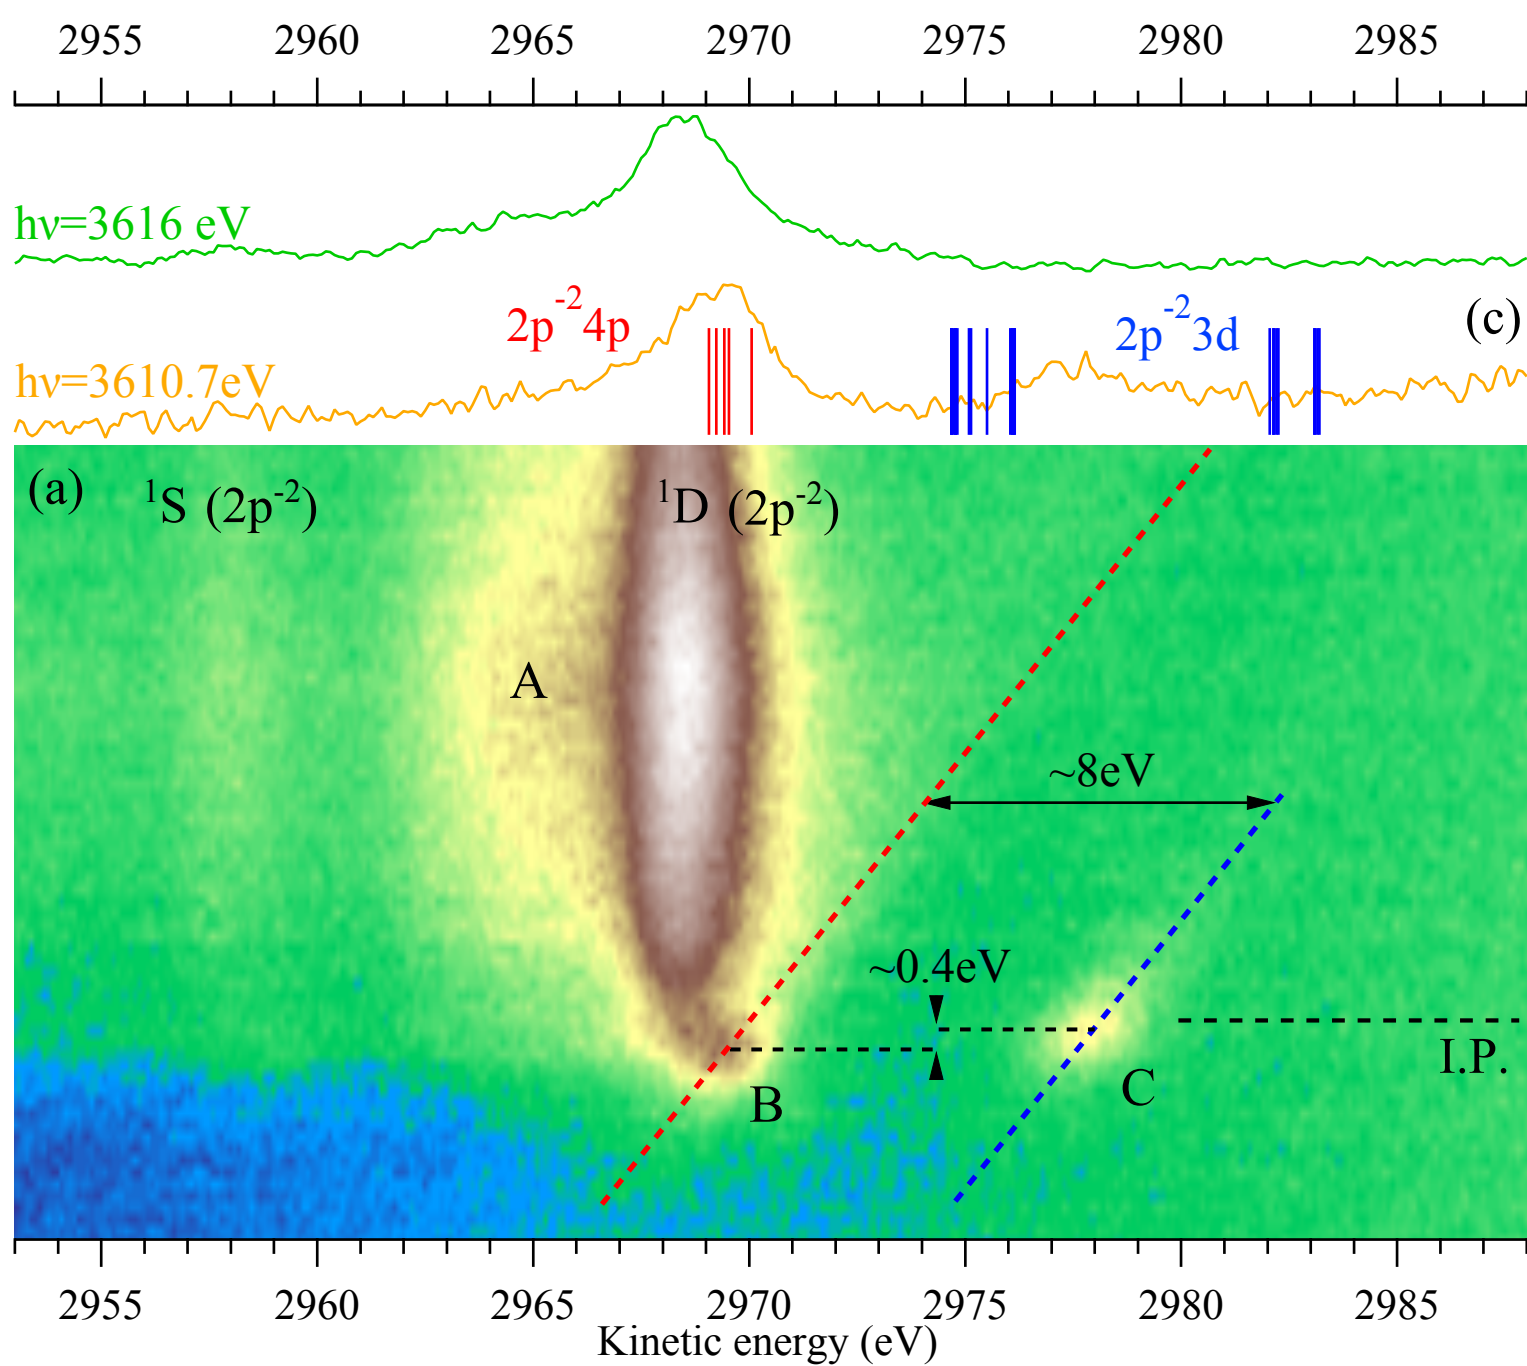 2955 2960 2965 2970 2975 2980 2985
hν=3616 eV
2p⁻²4p
2p⁻²3d
(c)
hν=3610.7eV
(a)
¹S (2p⁻²)
¹D (2p⁻²)
A
~8eV
~0.4eV
I.P.
B
C
2955 2960 2965 2970 2975 2980 2985
Kinetic energy (eV)